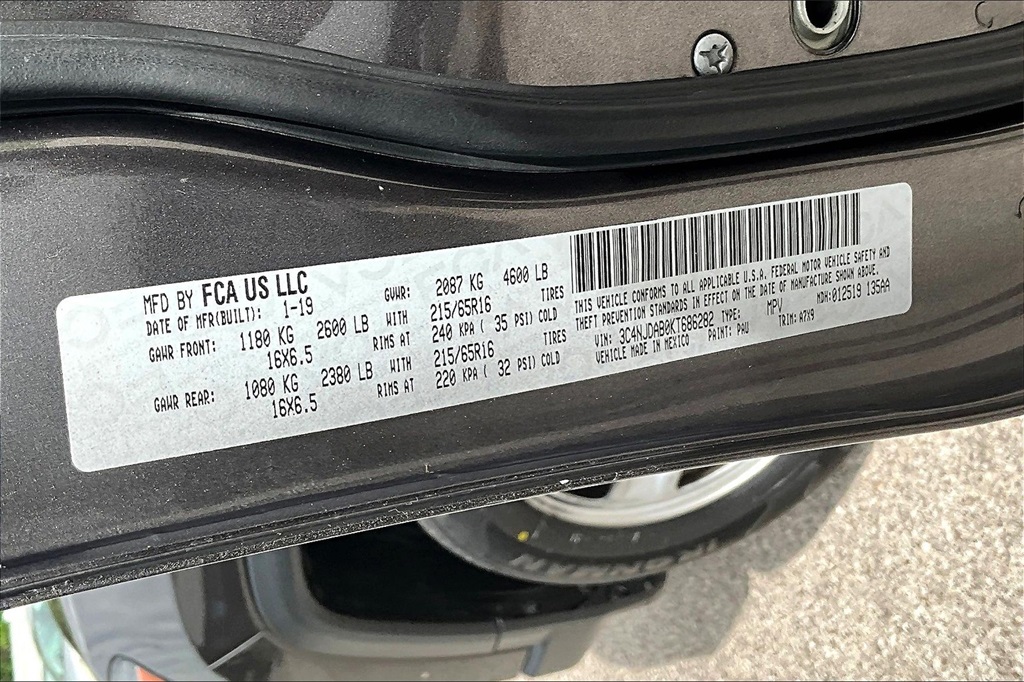 MFD BY FCA US LLC
DATE OF MFR(BUILT): 1-19 GVWR: 2087 KG 4600 LB
GAWR FRONT: 1180 KG 2600 LB WITH 215/65R16 TIRES
16X6.5 RIMS AT 240 KPA ( 35 PSI) COLD
GAWR REAR: 1080 KG 2380 LB WITH 215/65R16 TIRES
16X6.5 RIMS AT 220 KPA ( 32 PSI) COLD
THIS VEHICLE CONFORMS TO ALL APPLICABLE U.S.A. FEDERAL MOTOR VEHICLE SAFETY AND
THEFT PREVENTION STANDARDS IN EFFECT ON THE DATE OF MANUFACTURE SHOWN ABOVE.
VIN: 3C4NJDAB0KT686282 TYPE: MPV MDH:012519 135AA
VEHICLE MADE IN MEXICO PAINT: PAU TRIM: A7X9